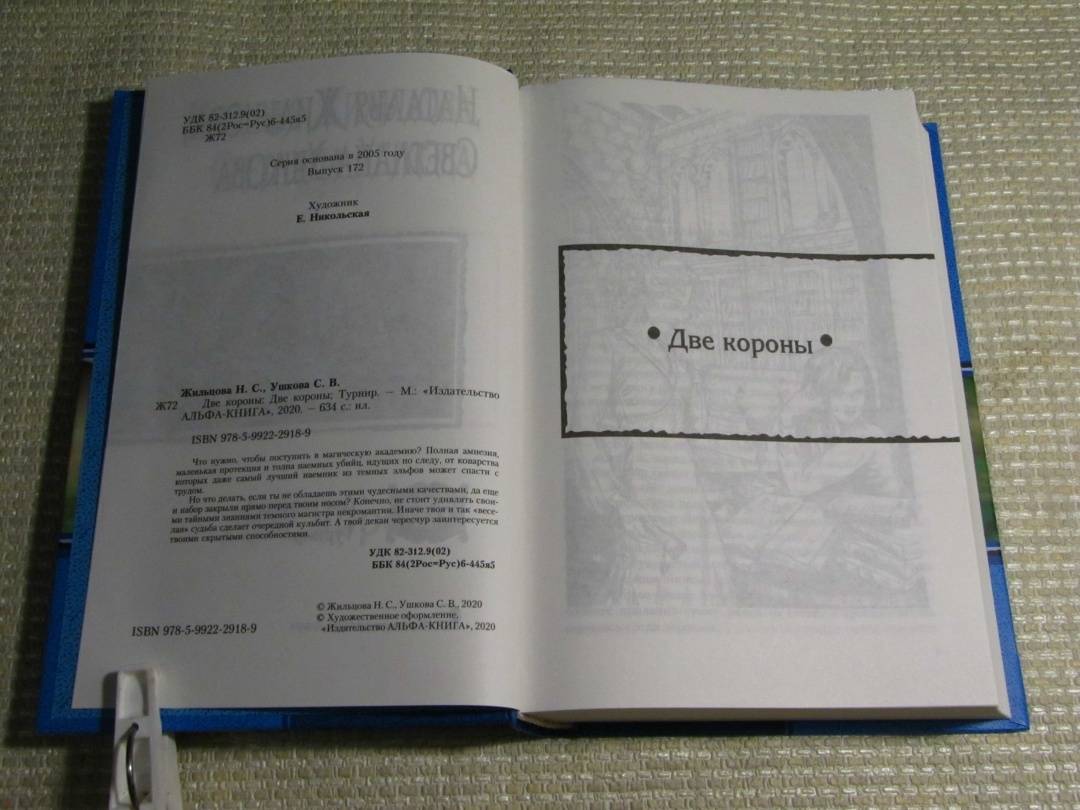 УДК 82-312.9(02)
ББК 84(2Рос=Рус)6-445я5
Ж72
Серия основана в 2005 году
Выпуск 172
Художник
Е. Никольская
Жильцова Н. С., Ушкова С. В.
Ж72 Две короны: Две короны; Турнир. — М.: «Издательство
АЛЬФА-КНИГА», 2020. — 634 с.: ил.
ISBN 978-5-9922-2918-9
Что нужно, чтобы поступить в магическую академию? Полная амнезия,
маленькая протекция и толпа наемных убийц, идущих по следу, от коварства
которых даже самый лучший наемник из темных эльфов может спасти с
трудом.
Но что делать, если ты не обладаешь этими чудесными качествами, да еще
и набор закрыли прямо перед твоим носом? Конечно, не стоит удивлять свои-
ми тайными знаниями темного магистра некромантии. Иначе твоя и так «весе-
лая» судьба сделает очередной кульбит. А твой декан чересчур заинтересуется
твоими скрытыми способностями.
УДК 82-312.9(02)
ББК 84(2Рос=Рус)6-445я5
© Жильцова Н. С., Ушкова С. В., 2020
© Художественное оформление,
ISBN 978-5-9922-2918-9 «Издательство АЛЬФА-КНИГА», 2020
• Две короны •